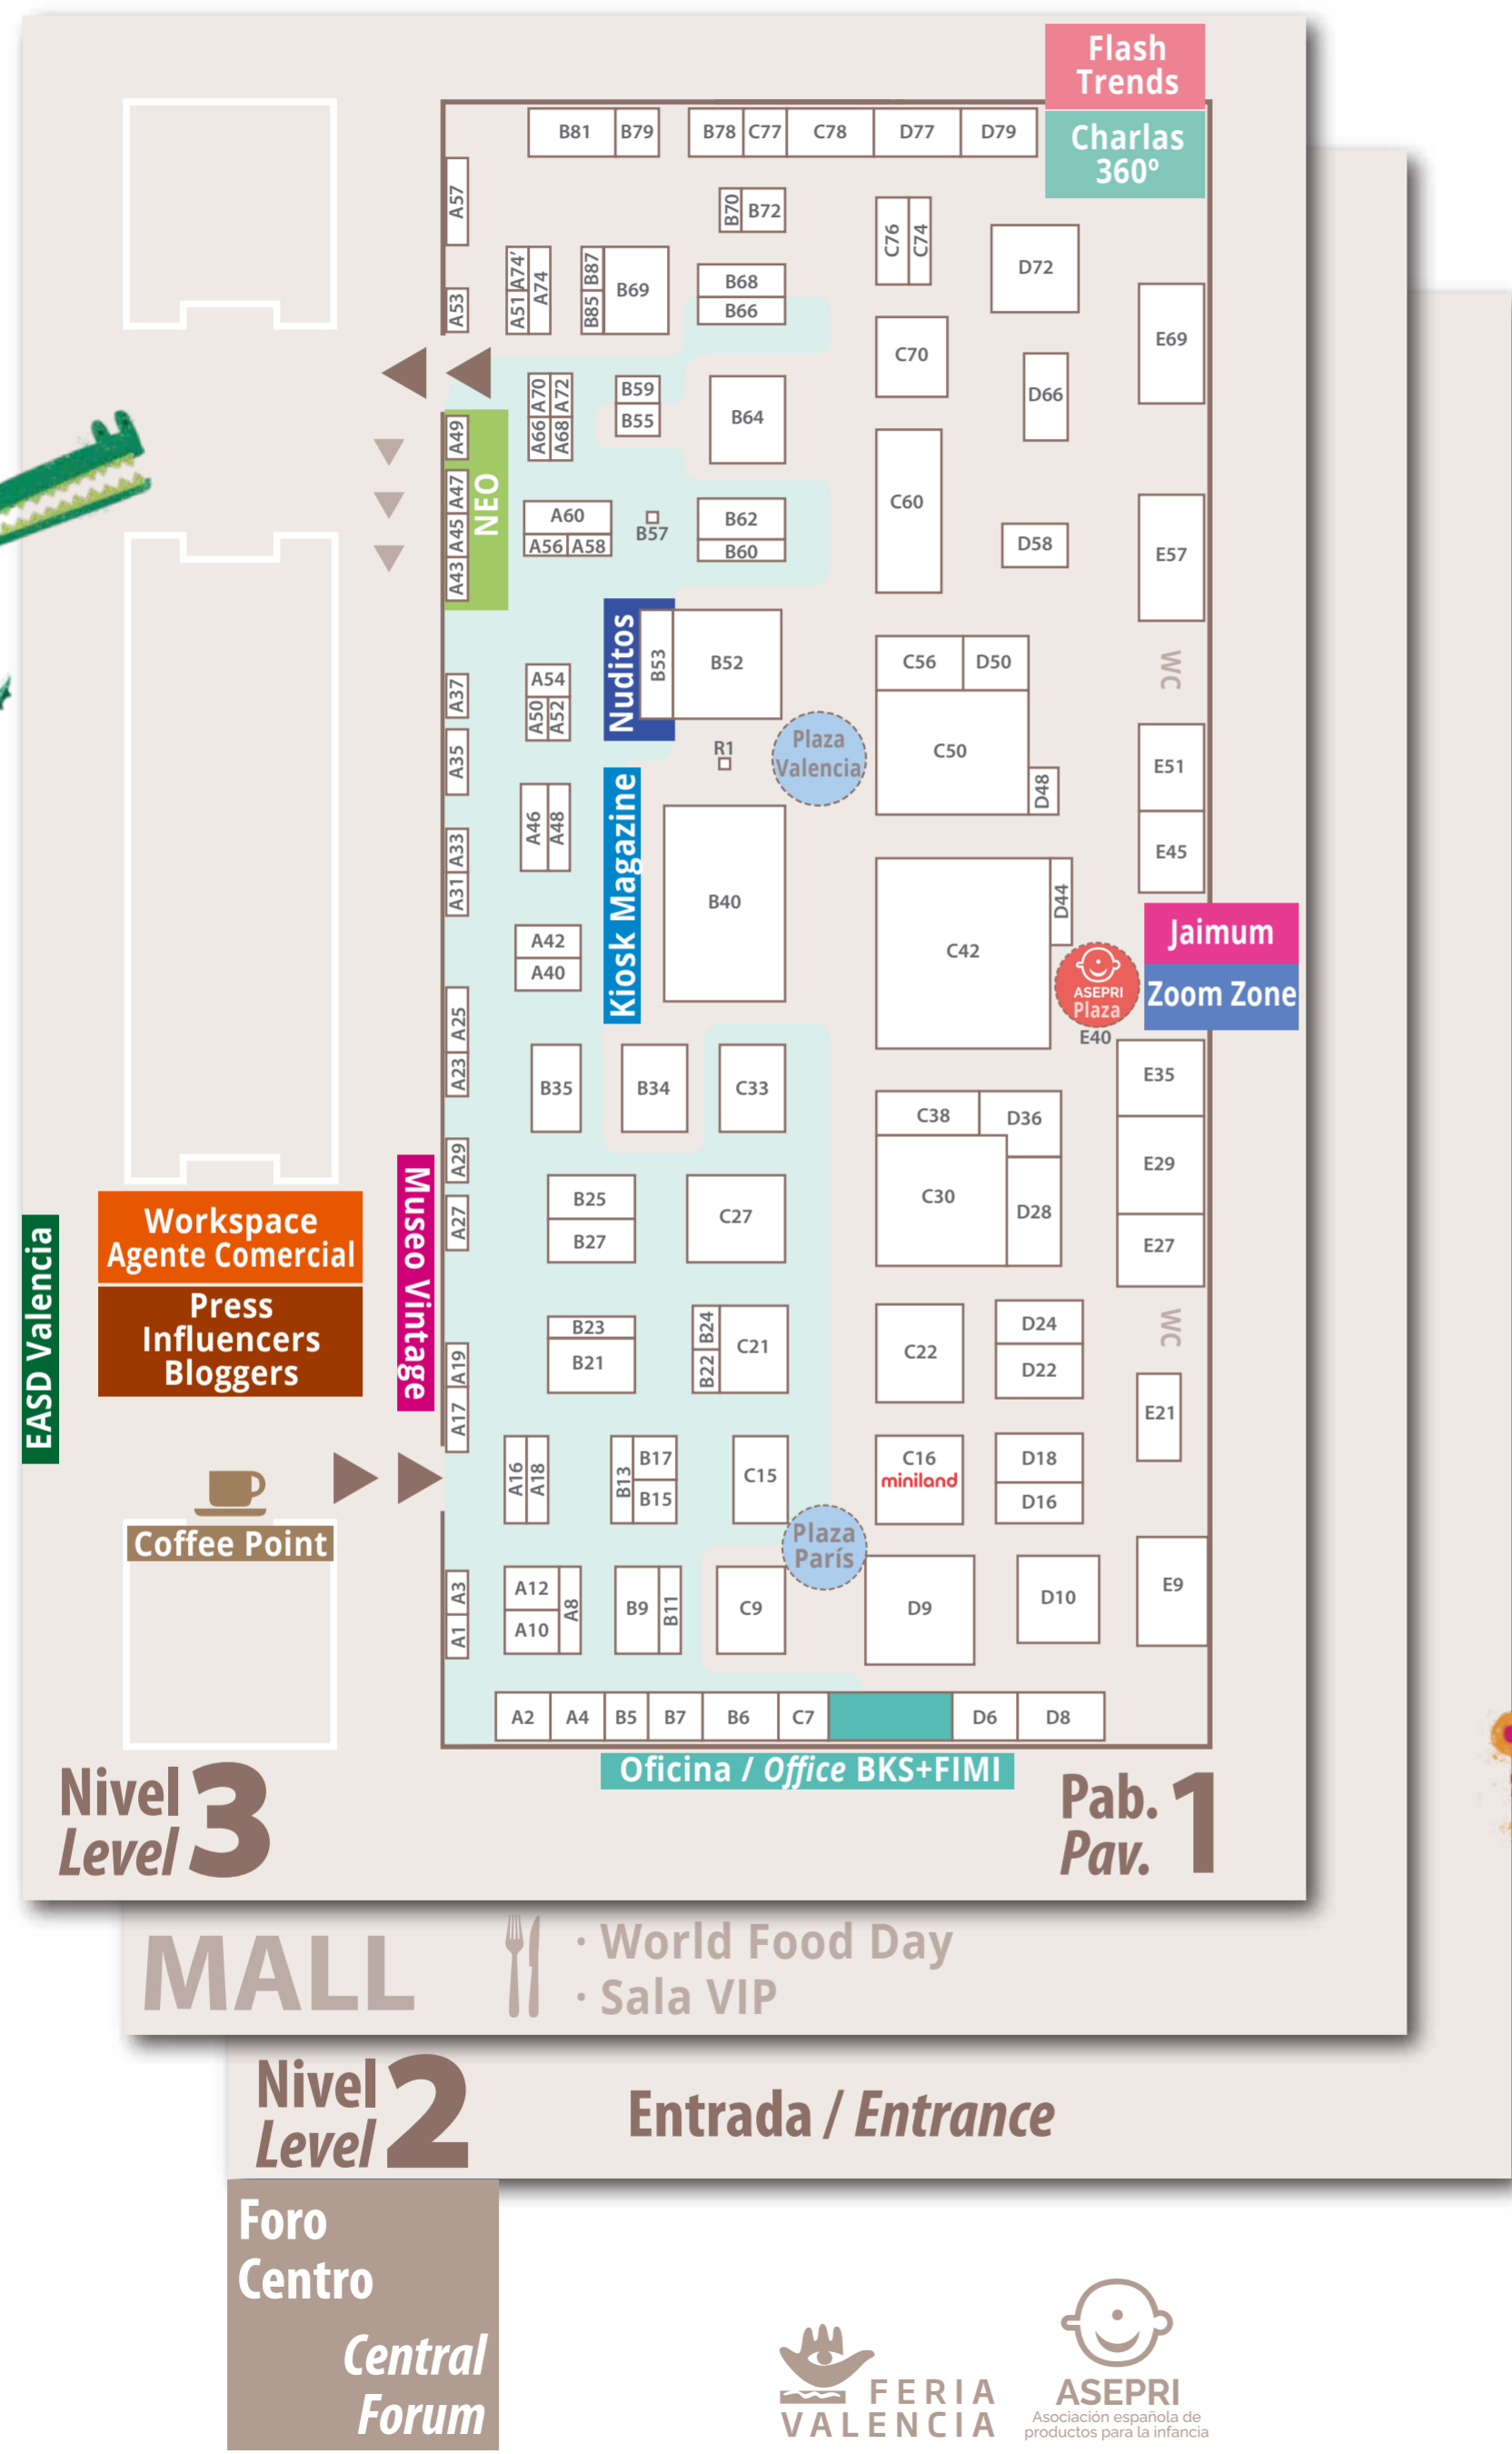 Flash
Trends
Charlas
360º
B81
B79
B78
C77
C78
D77
D79
A57
B70
B72
C76
C74
D72
A53
A51
A74'
A74
B85
B87
B69
B68
B66
C70
E69
D66
A49
A66
A70
A68
A72
B59
B55
B64
C60
A47
A45
A43
NEO
A60
A56
A58
B57
B62
B60
D58
E57
Nuditos
B53
B52
C56
D50
WC
A37
A54
A50
A52
R1
Plaza
Valencia
C50
D48
E51
A35
Kiosk Magazine
A46
A48
B40
E45
A33
A31
C42
D44
A42
A40
ASEPRI
Plaza
E40
Jaimum
Zoom Zone
A25
A23
B35
B34
C33
E35
C38
D36
A29
A27
B25
B27
C27
C30
D28
E29
E27
EASD Valencia
Workspace
Agente Comercial
Press
Influencers
Bloggers
Museo Vintage
B23
B21
B24
B22
C21
C22
D24
D22
WC
A19
A17
E21
A16
A18
B13
B17
B15
C15
C16
miniland
D18
D16
Coffee Point
Plaza
París
A3
A1
A12
A10
A8
B9
B11
C9
D9
D10
E9
A2
A4
B5
B7
B6
C7
D6
D8
Oficina / Office BKS+FIMI
Nivel
Level 3
Pab.
Pav. 1
MALL
· World Food Day
· Sala VIP
Nivel
Level 2
Entrada / Entrance
Foro
Centro
Central
Forum
FERIA
VALENCIA
ASEPRI
Asociación española de
productos para la infancia